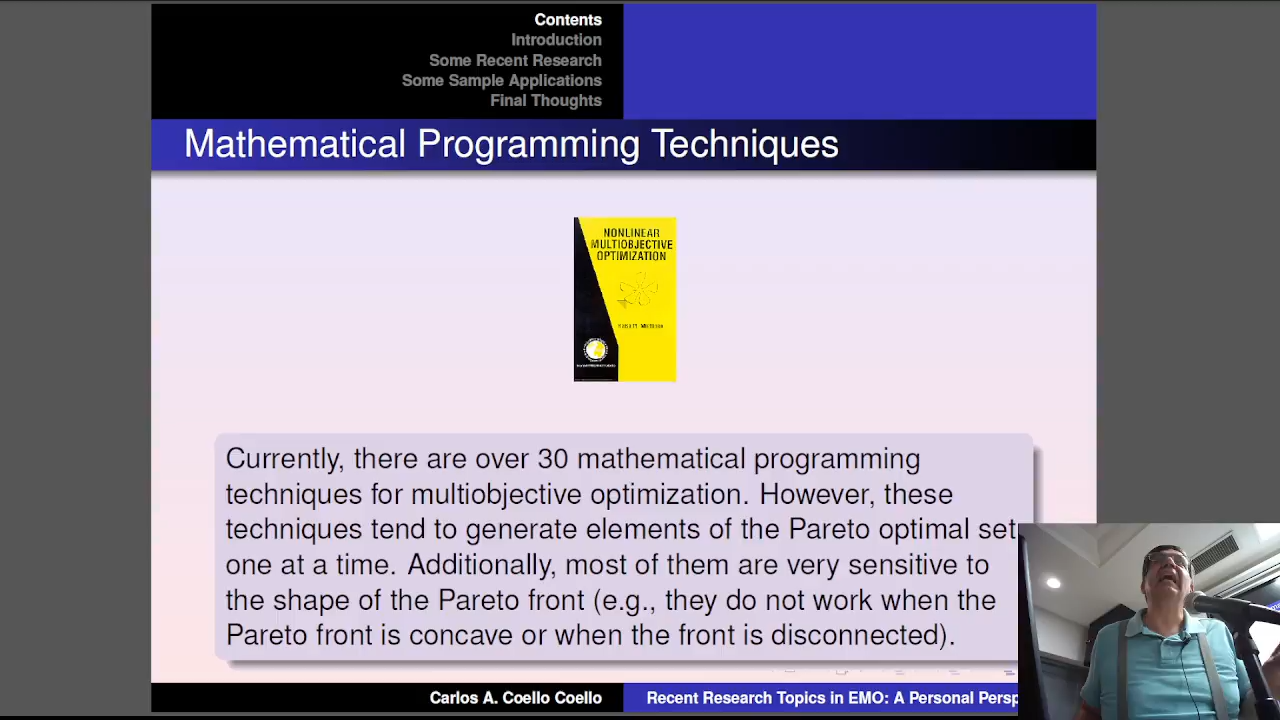 Contents
Introduction
Some Recent Research
Some Sample Applications
Final Thoughts
Mathematical Programming Techniques
NONLINEAR
MULTIOBJECTIVE
OPTIMIZATION
Currently, there are over 30 mathematical programming
techniques for multiobjective optimization. However, these
techniques tend to generate elements of the Pareto optimal set
one at a time. Additionally, most of them are very sensitive to
the shape of the Pareto front (e.g., they do not work when the
Pareto front is concave or when the front is disconnected).
Carlos A. Coello Coello
Recent Research Topics in EMO: A Personal Persp